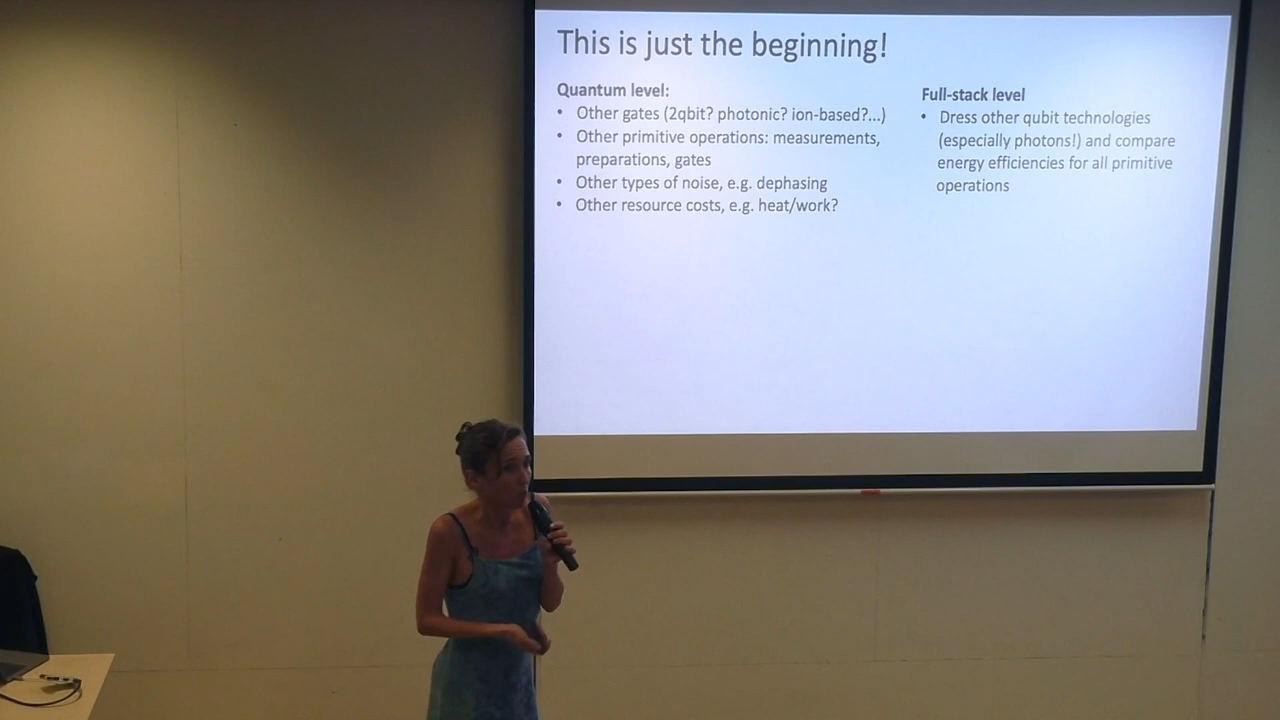 This is just the beginning!
Quantum level:
• Other gates (2qbit? photonic? ion-based?...)
• Other primitive operations: measurements,
preparations, gates
• Other types of noise, e.g. dephasing
• Other resource costs, e.g. heat/work?
Full-stack level
• Dress other qubit technologies
(especially photons!) and compare
energy efficiencies for all primitive
operations